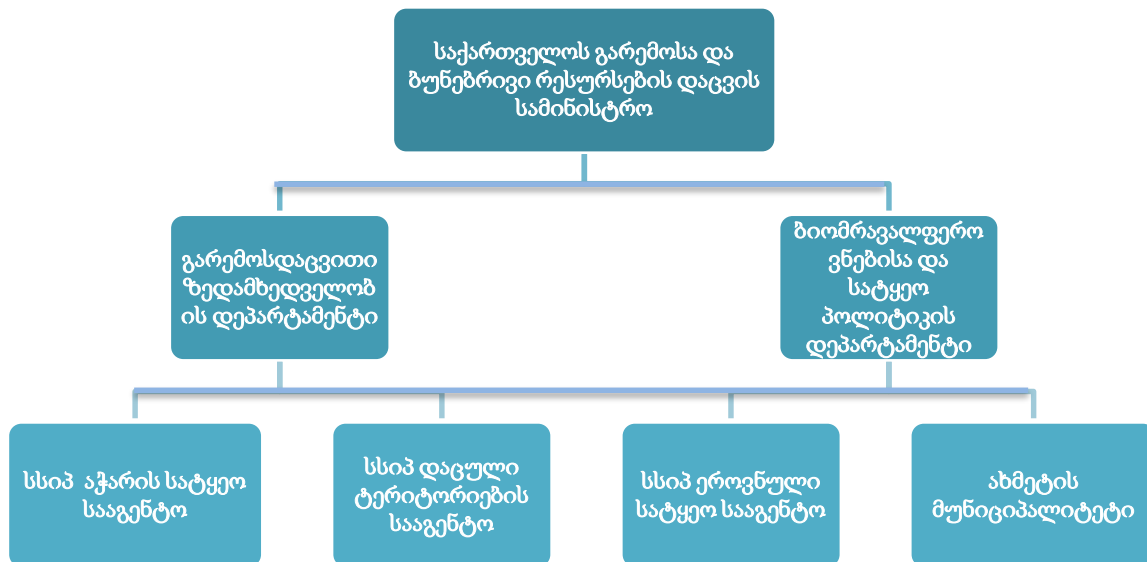 საქართველოს გარემოსა და
ბუნებრივი რესურსების დაცვის
სამინისტრო
გარემოსდაცვითი
ზედამხედველობ
ის დეპარტამენტი
ბიომრავალფერო
ვნებისა და
სატყეო
პოლიტიკის
დეპარტამენტი
სსიპ აჭარის სატყეო
სააგენტო
სსიპ დაცული
ტერიტორიების
სააგენტო
სსიპ ეროვნული
სატყეო სააგენტო
ახმეტის
მუნიციპალიტეტი